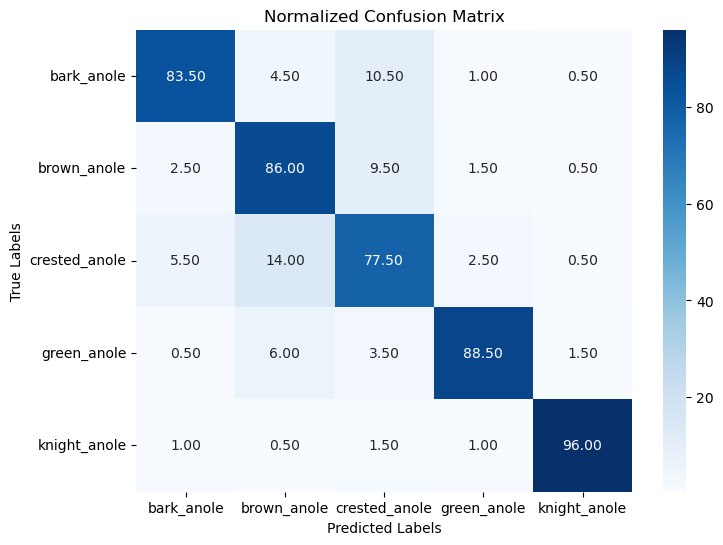 Normalized Confusion Matrix
True Labels
bark_anole 83.50 4.50 10.50 1.00 0.50
brown_anole 2.50 86.00 9.50 1.50 0.50
crested_anole 5.50 14.00 77.50 2.50 0.50
green_anole 0.50 6.00 3.50 88.50 1.50
knight_anole 1.00 0.50 1.50 1.00 96.00
bark_anole brown_anole crested_anole green_anole knight_anole
Predicted Labels
80
60
40
20